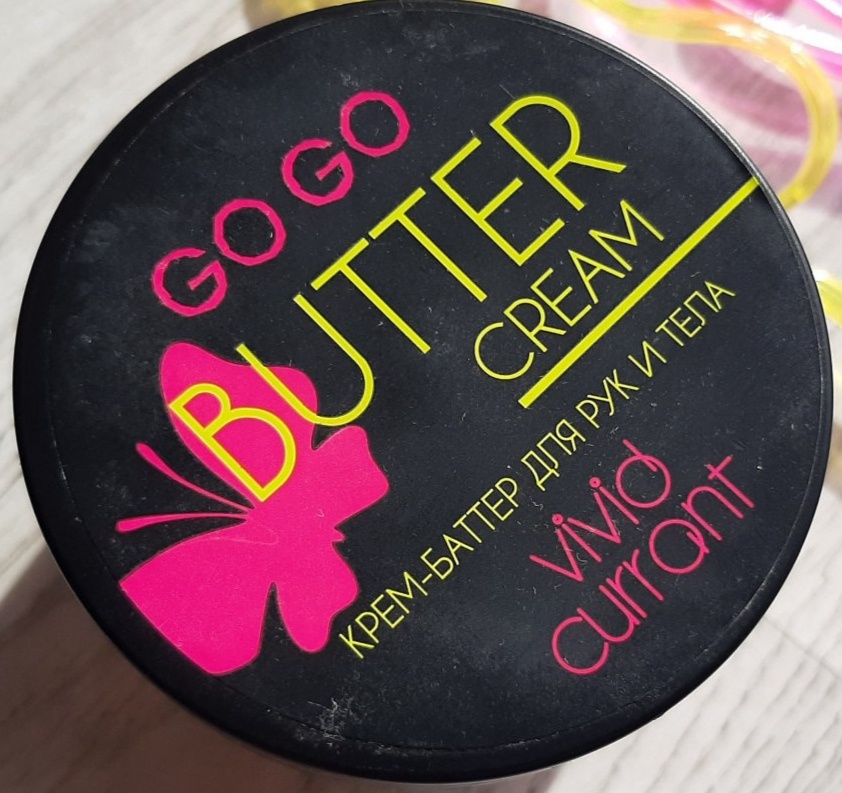 GO GO
BUTTER
CREAM
КРЕМ-БАТТЕР ДЛЯ РУК И ТЕЛА
vivid
currant